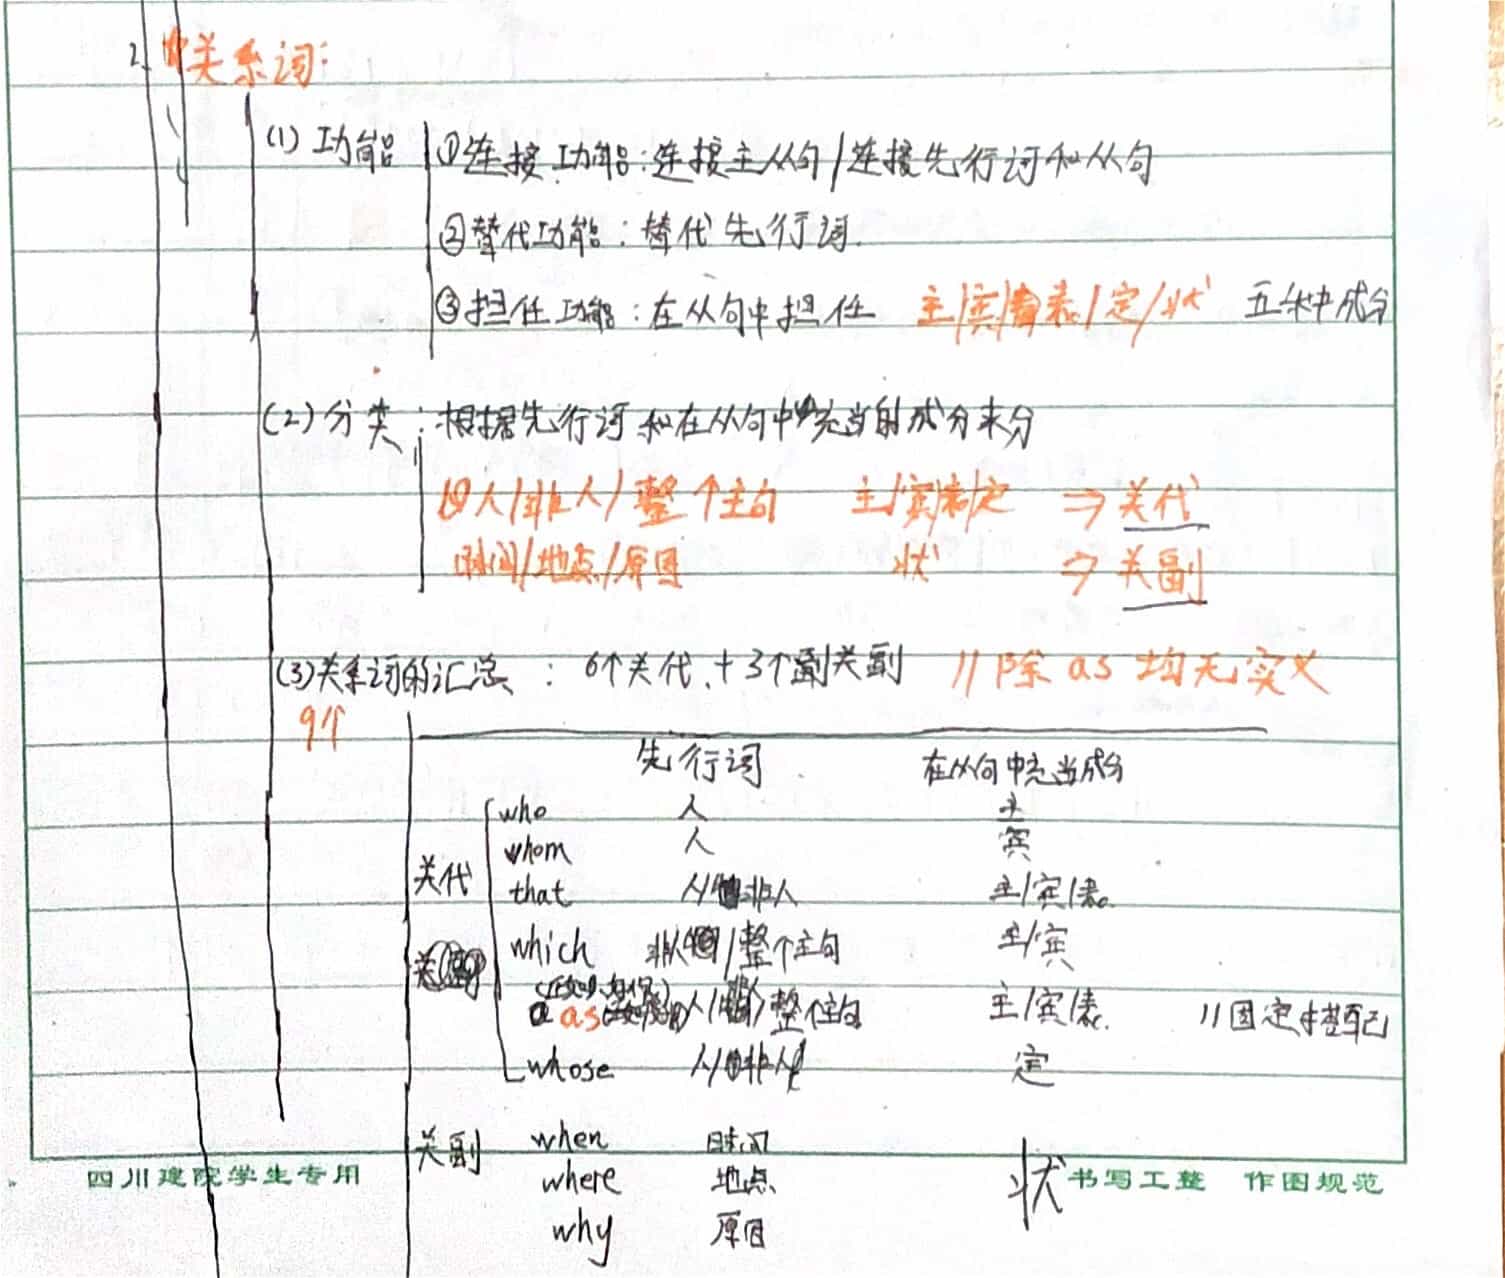 2. 关系词:
(1) 功能 ①连接功能:连接主从句/连接先行词和从句
②替代功能:替代先行词.
③担任功能:在从句中担任 主/宾/表/定/状 五种成分
(2)分类:根据先行词和在从句中充当的成分来分
人/非人/整个主句 主/宾/表/定 ⇒ 关代
时间/地点/原因 状 ⇒ 关副
(3)关系词的汇总: 6个关代.+3个关副 //除as均无实义
9个
先行词 在从句中充当成分
who 人 主
whom 人 宾
关代 that 人/非人 主/宾/表
which 非人/整个主句 主/宾
as 人/非人/整个主句 主/宾/表 //固定搭配
whose 人/非人 定
关副 when 时间
where 地点 状
why 原因
四川建院学生专用 书写工整 作图规范